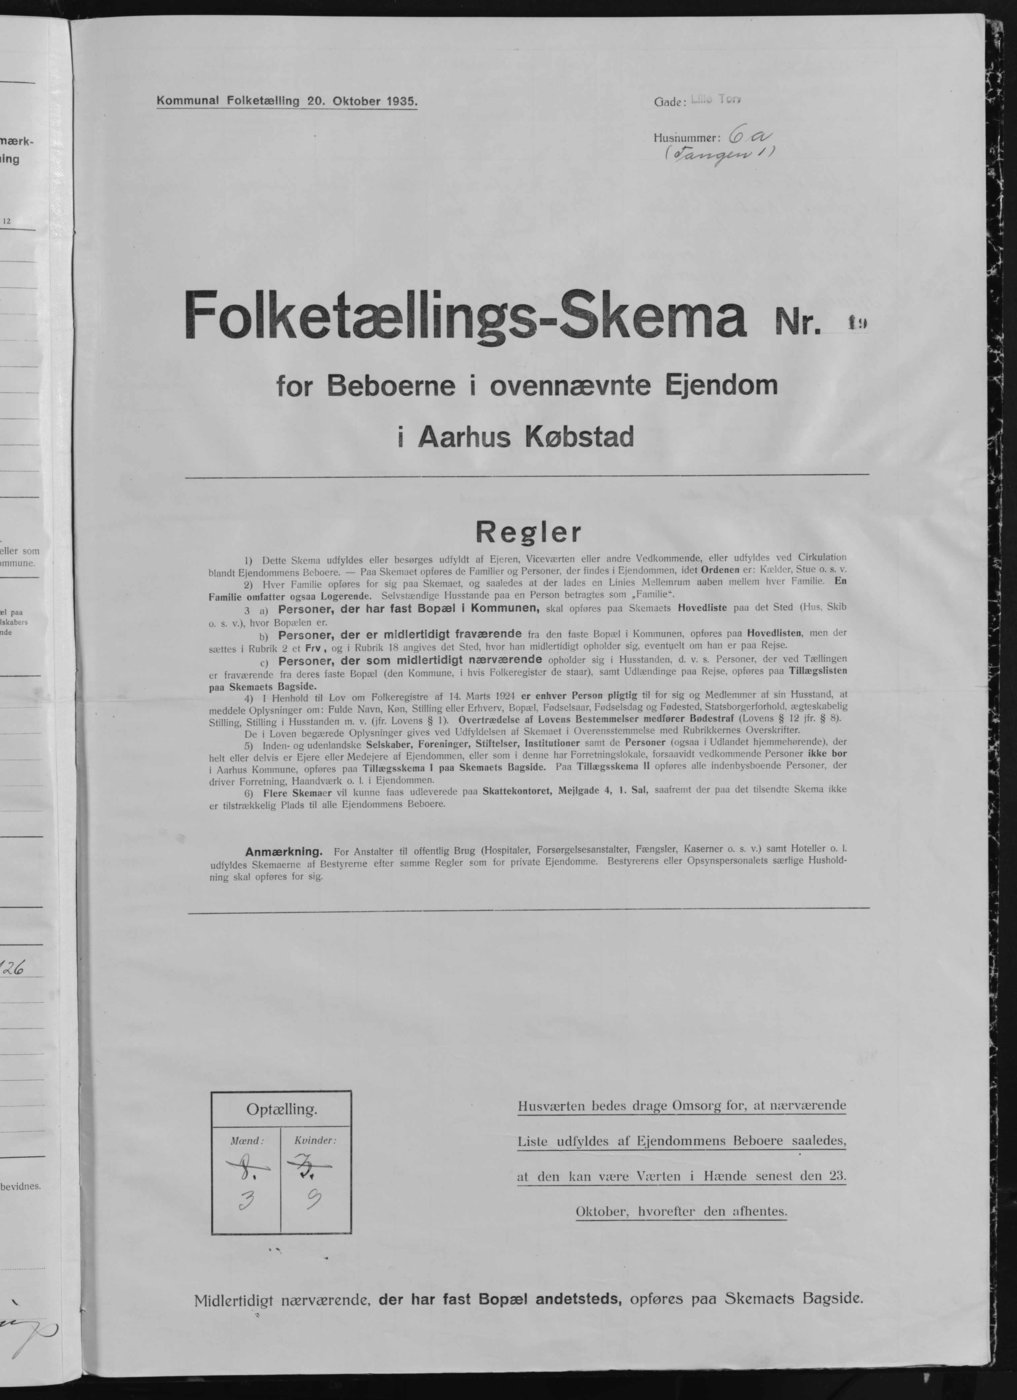 mærk-
ing
12
eller som
ommune.
el paa
lskabers
nde
126
bevidnes.
Kommunal Folketælling 20. Oktober 1935.
Gade: Lille Torv
Husnummer: 6 a
(Fangen 1)
Folketællings-Skema Nr. 19
for Beboerne i ovennævnte Ejendom
i Aarhus Købstad
Regler
1) Dette Skema udfyldes eller besørges udfyldt af Ejeren, Viceværten eller andre Vedkommende, eller udfyldes ved Cirkulation
blandt Ejendommens Beboere. — Paa Skemaet opføres de Familier og Personer, der findes i Ejendommen, idet Ordenen er: Kælder, Stue o. s. v.
2) Hver Familie opføres for sig paa Skemaet, og saaledes at der lades en Linies Mellemrum aaben mellem hver Familie. En
Familie omfatter ogsaa Logerende. Selvstændige Husstande paa en Person betragtes som „Familie“.
3 a) Personer, der har fast Bopæl i Kommunen, skal opføres paa Skemaets Hovedliste paa det Sted (Hus, Skib
o. s. v.), hvor Bopælen er.
b) Personer, der er midlertidigt fraværende fra den faste Bopæl i Kommunen, opføres paa Hovedlisten, men der
sættes i Rubrik 2 et Frv, og i Rubrik 18 angives det Sted, hvor han midlertidigt opholder sig, eventuelt om han er paa Rejse.
c) Personer, der som midlertidigt nærværende opholder sig i Husstanden, d. v. s. Personer, der ved Tællingen
er fraværende fra deres faste Bopæl (den Kommune, i hvis Folkeregister de staar), samt Udlændinge paa Rejse, opføres paa Tillægslisten
paa Skemaets Bagside.
4) I Henhold til Lov om Folkeregistre af 14. Marts 1924 er enhver Person pligtig til for sig og Medlemmer af sin Husstand, at
meddele Oplysninger om: Fulde Navn, Køn, Stilling eller Erhverv, Bopæl, Fødselsaar, Fødselsdag og Fødested, Statsborgerforhold, ægteskabelig
Stilling, Stilling i Husstanden m. v. (jfr. Lovens § 1). Overtrædelse af Lovens Bestemmelser medfører Bødestraf (Lovens § 12 jfr. § 8).
De i Loven begærede Oplysninger gives ved Udfyldelsen af Skemaet i Overensstemmelse med Rubrikkernes Overskrifter.
5) Inden- og udenlandske Selskaber, Foreninger, Stiftelser, Institutioner samt de Personer (ogsaa i Udlandet hjemmehørende), der
helt eller delvis er Ejere eller Medejere af Ejendommen, eller som i denne har Forretningslokale, forsaavidt vedkommende Personer ikke bor
i Aarhus Kommune, opføres paa Tillægsskema I paa Skemaets Bagside. Paa Tillægsskema II opføres alle indenbysboende Personer, der
driver Forretning, Haandværk o. l. i Ejendommen.
6) Flere Skemaer vil kunne faas udleverede paa Skattekontoret, Mejlgade 4, 1. Sal, saafremt der paa det tilsendte Skema ikke
er tilstrækkelig Plads til alle Ejendommens Beboere.
Anmærkning. For Anstalter til offentlig Brug (Hospitaler, Forsørgelsesanstalter, Fængsler, Kaserner o. s. v.) samt Hoteller o. l.
udfyldes Skemaerne af Bestyrerne efter samme Regler som for private Ejendomme. Bestyrerens eller Opsynspersonalets særlige Hushold-
ning skal opføres for sig.
Optælling.
Mænd: Kvinder:
8. 3.
3 9
Husværten bedes drage Omsorg for, at nærværende
Liste udfyldes af Ejendommens Beboere saaledes,
at den kan være Værten i Hænde senest den 23.
Oktober, hvorefter den afhentes.
Midlertidigt nærværende, der har fast Bopæl andetsteds, opføres paa Skemaets Bagside.